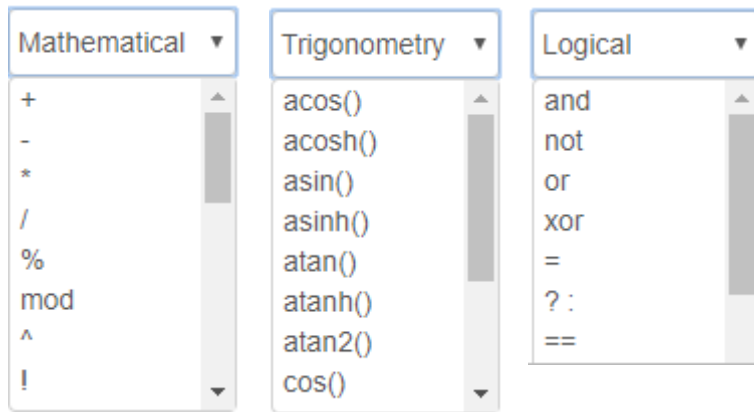 Mathematical
+
-
*
/
%
mod
^
!
Trigonometry
acos()
acosh()
asin()
asinh()
atan()
atanh()
atan2()
cos()
Logical
and
not
or
xor
=
? :
==